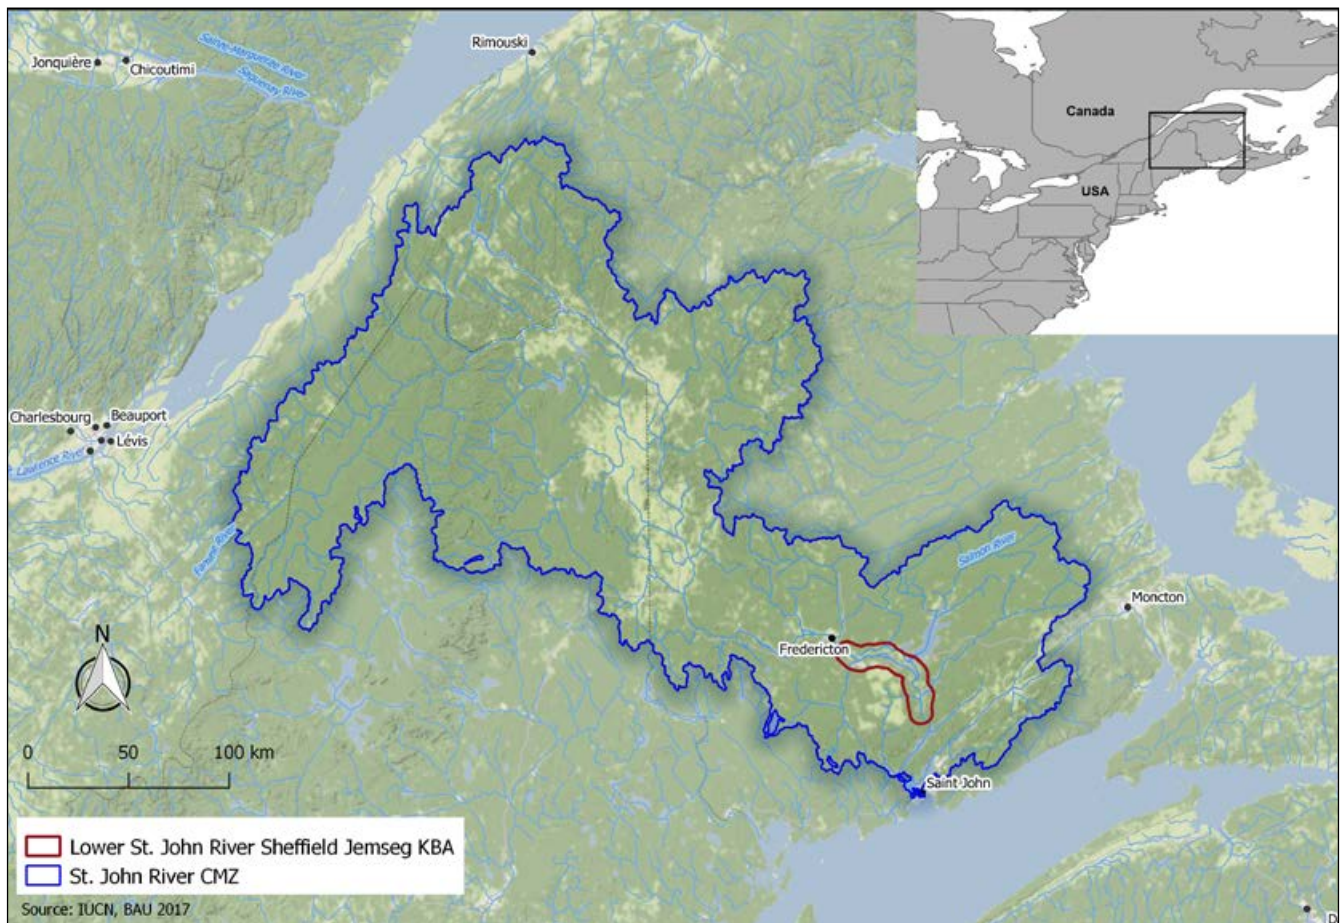 Rimouski
Jonquière
Chicoutimi
Sainte-Marguerite River
Saguenay River
Canada
USA
Charlesbourg
Beauport
Lévis
Lawrence River
Salmon River
Moncton
Fredericton
N
0 50 100 km
Saint John
Lower St. John River Sheffield Jemseg KBA
St. John River CMZ
Source: IUCN, BAU 2017
D